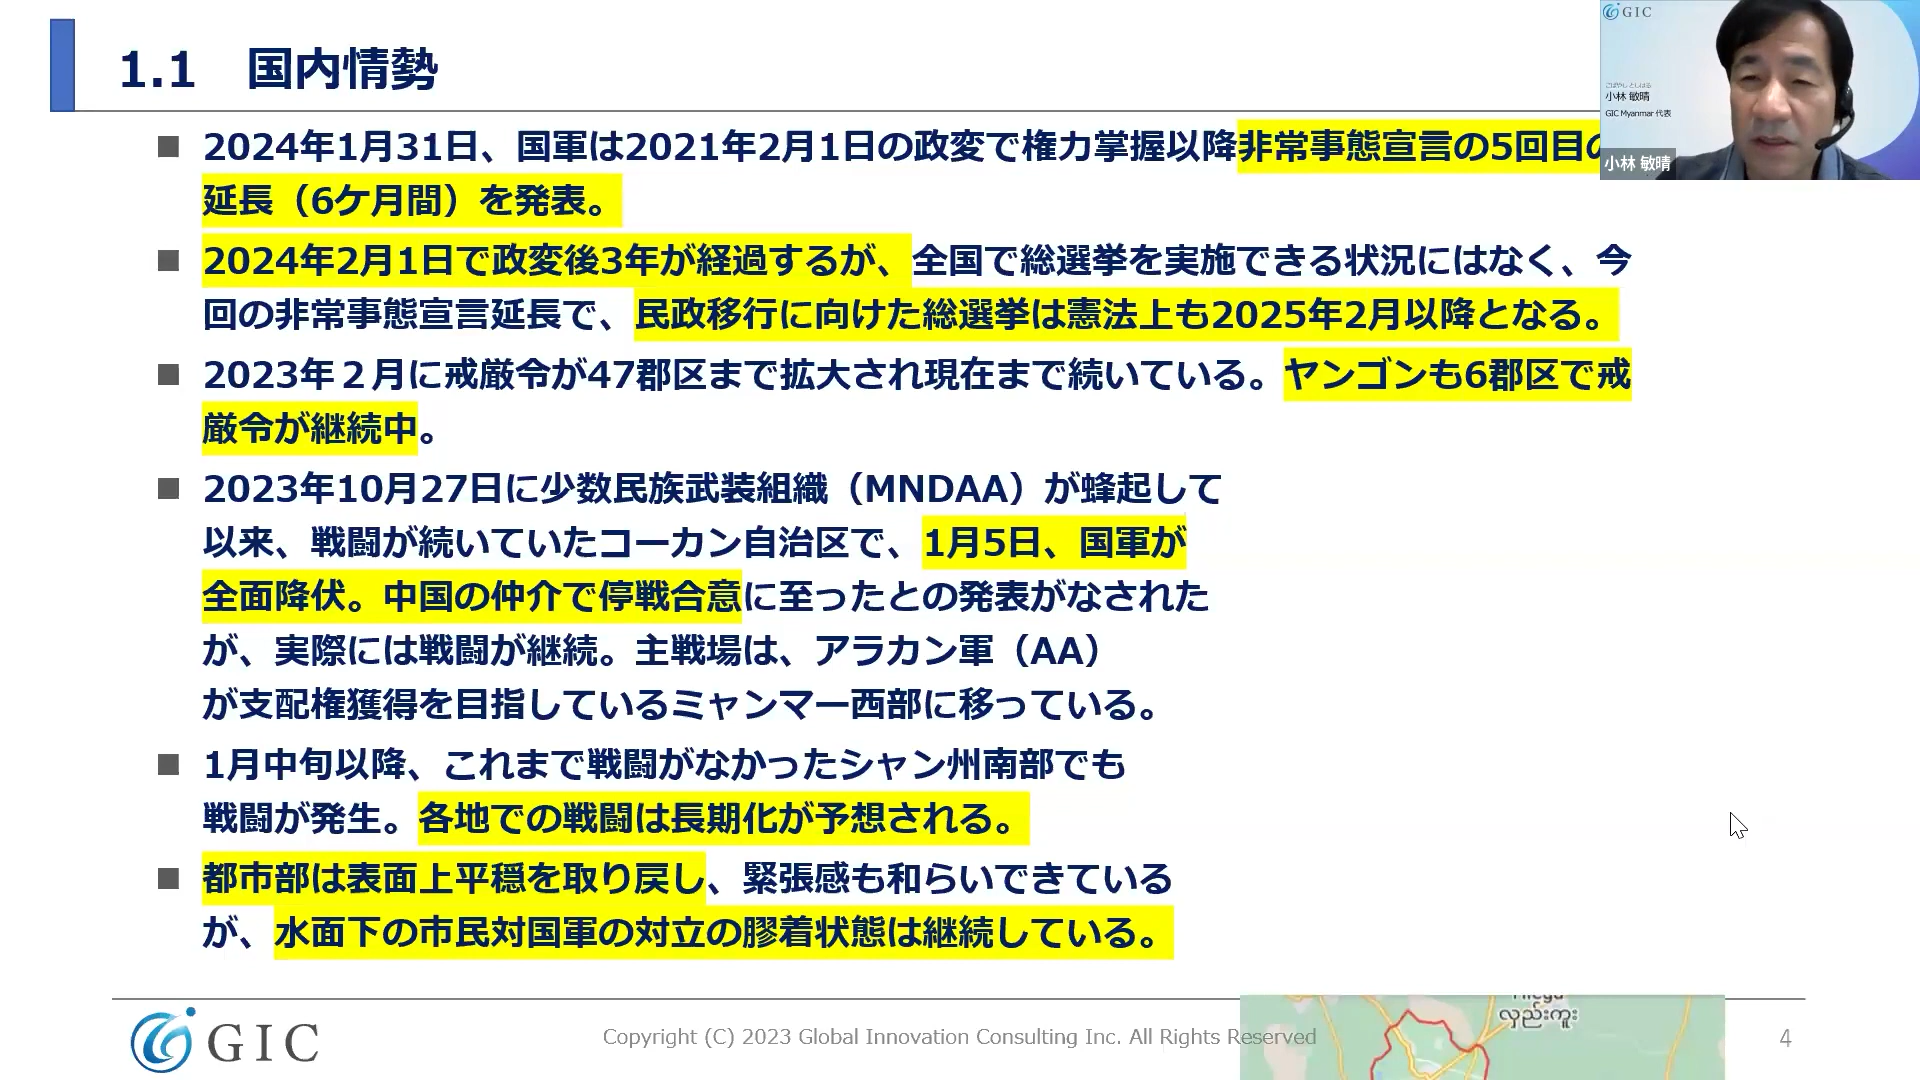 1.1 国内情勢
GIC
小林 敏晴
GIC Myanmar 代表
小林 敏晴
2024年1月31日、国軍は2021年2月1日の政変で権力掌握以降非常事態宣言の5回目の
延長（6ケ月間）を発表。
2024年2月1日で政変後3年が経過するが、全国で総選挙を実施できる状況にはなく、今
回の非常事態宣言延長で、民政移行に向けた総選挙は憲法上も2025年2月以降となる。
2023年２月に戒厳令が47郡区まで拡大され現在まで続いている。ヤンゴンも6郡区で戒
厳令が継続中。
2023年10月27日に少数民族武装組織（MNDAA）が蜂起して
以来、戦闘が続いていたコーカン自治区で、1月5日、国軍が
全面降伏。中国の仲介で停戦合意に至ったとの発表がなされた
が、実際には戦闘が継続。主戦場は、アラカン軍（AA）
が支配権獲得を目指しているミャンマー西部に移っている。
1月中旬以降、これまで戦闘がなかったシャン州南部でも
戦闘が発生。各地での戦闘は長期化が予想される。
都市部は表面上平穏を取り戻し、緊張感も和らいできている
が、水面下の市民対国軍の対立の膠着状態は継続している。
GIC
Copyright (C) 2023 Global Innovation Consulting Inc. All Rights Reserved
လှည်းကူး
4